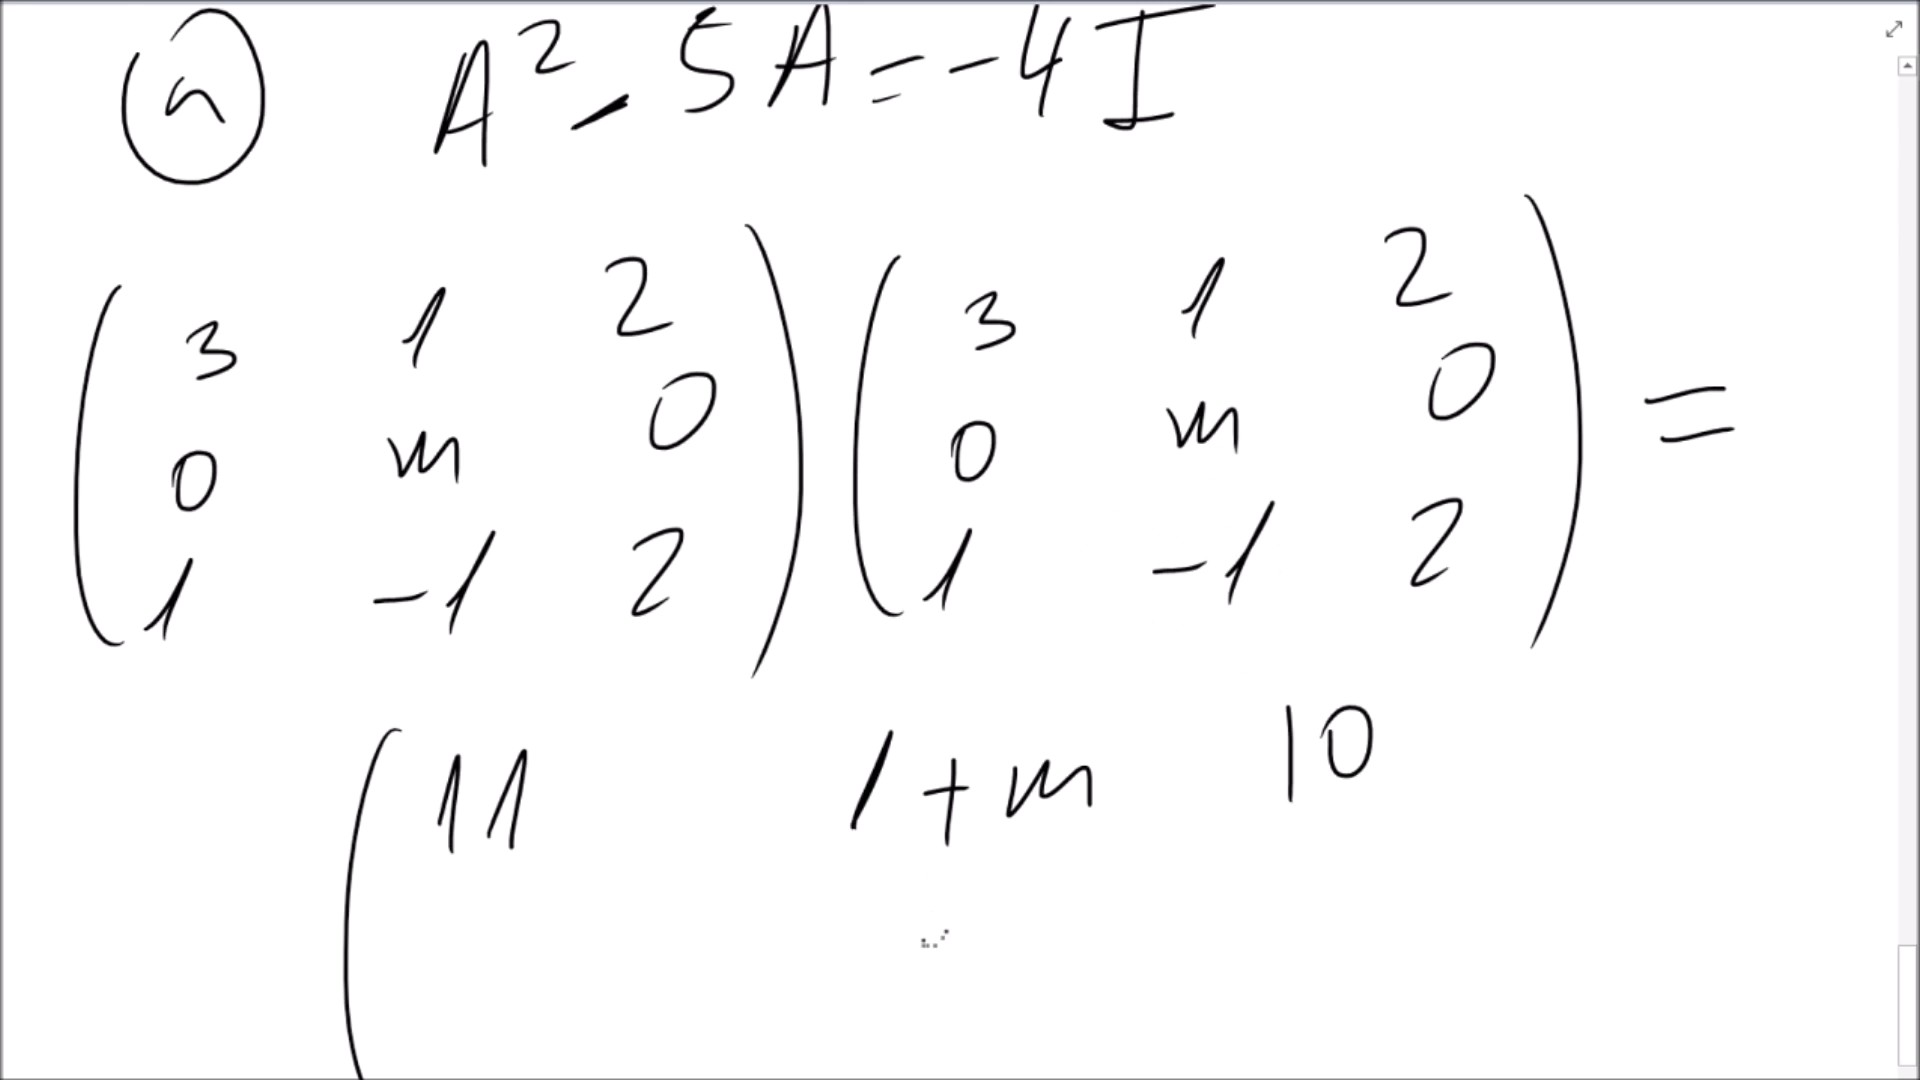 a A² - 5A = -4I
( 3 1 2 ) ( 3 1 2 ) =
( 0 m 0 ) ( 0 m 0 )
( 1 -1 2 ) ( 1 -1 2 )
( 11 1+m 10